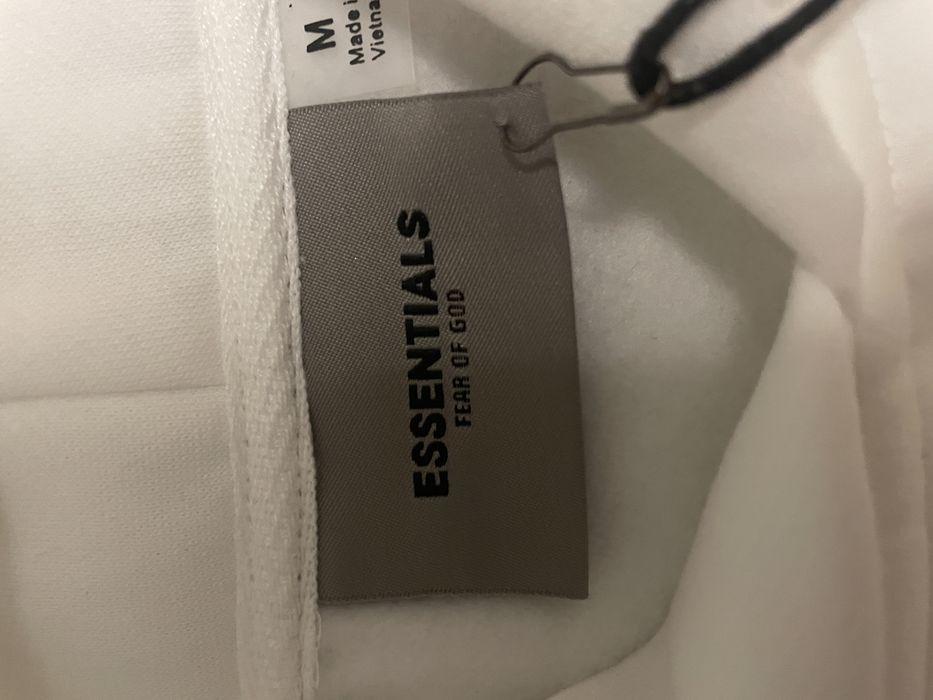 M
Made i
Vietna
ESSENTIALS
FEAR OF GOD